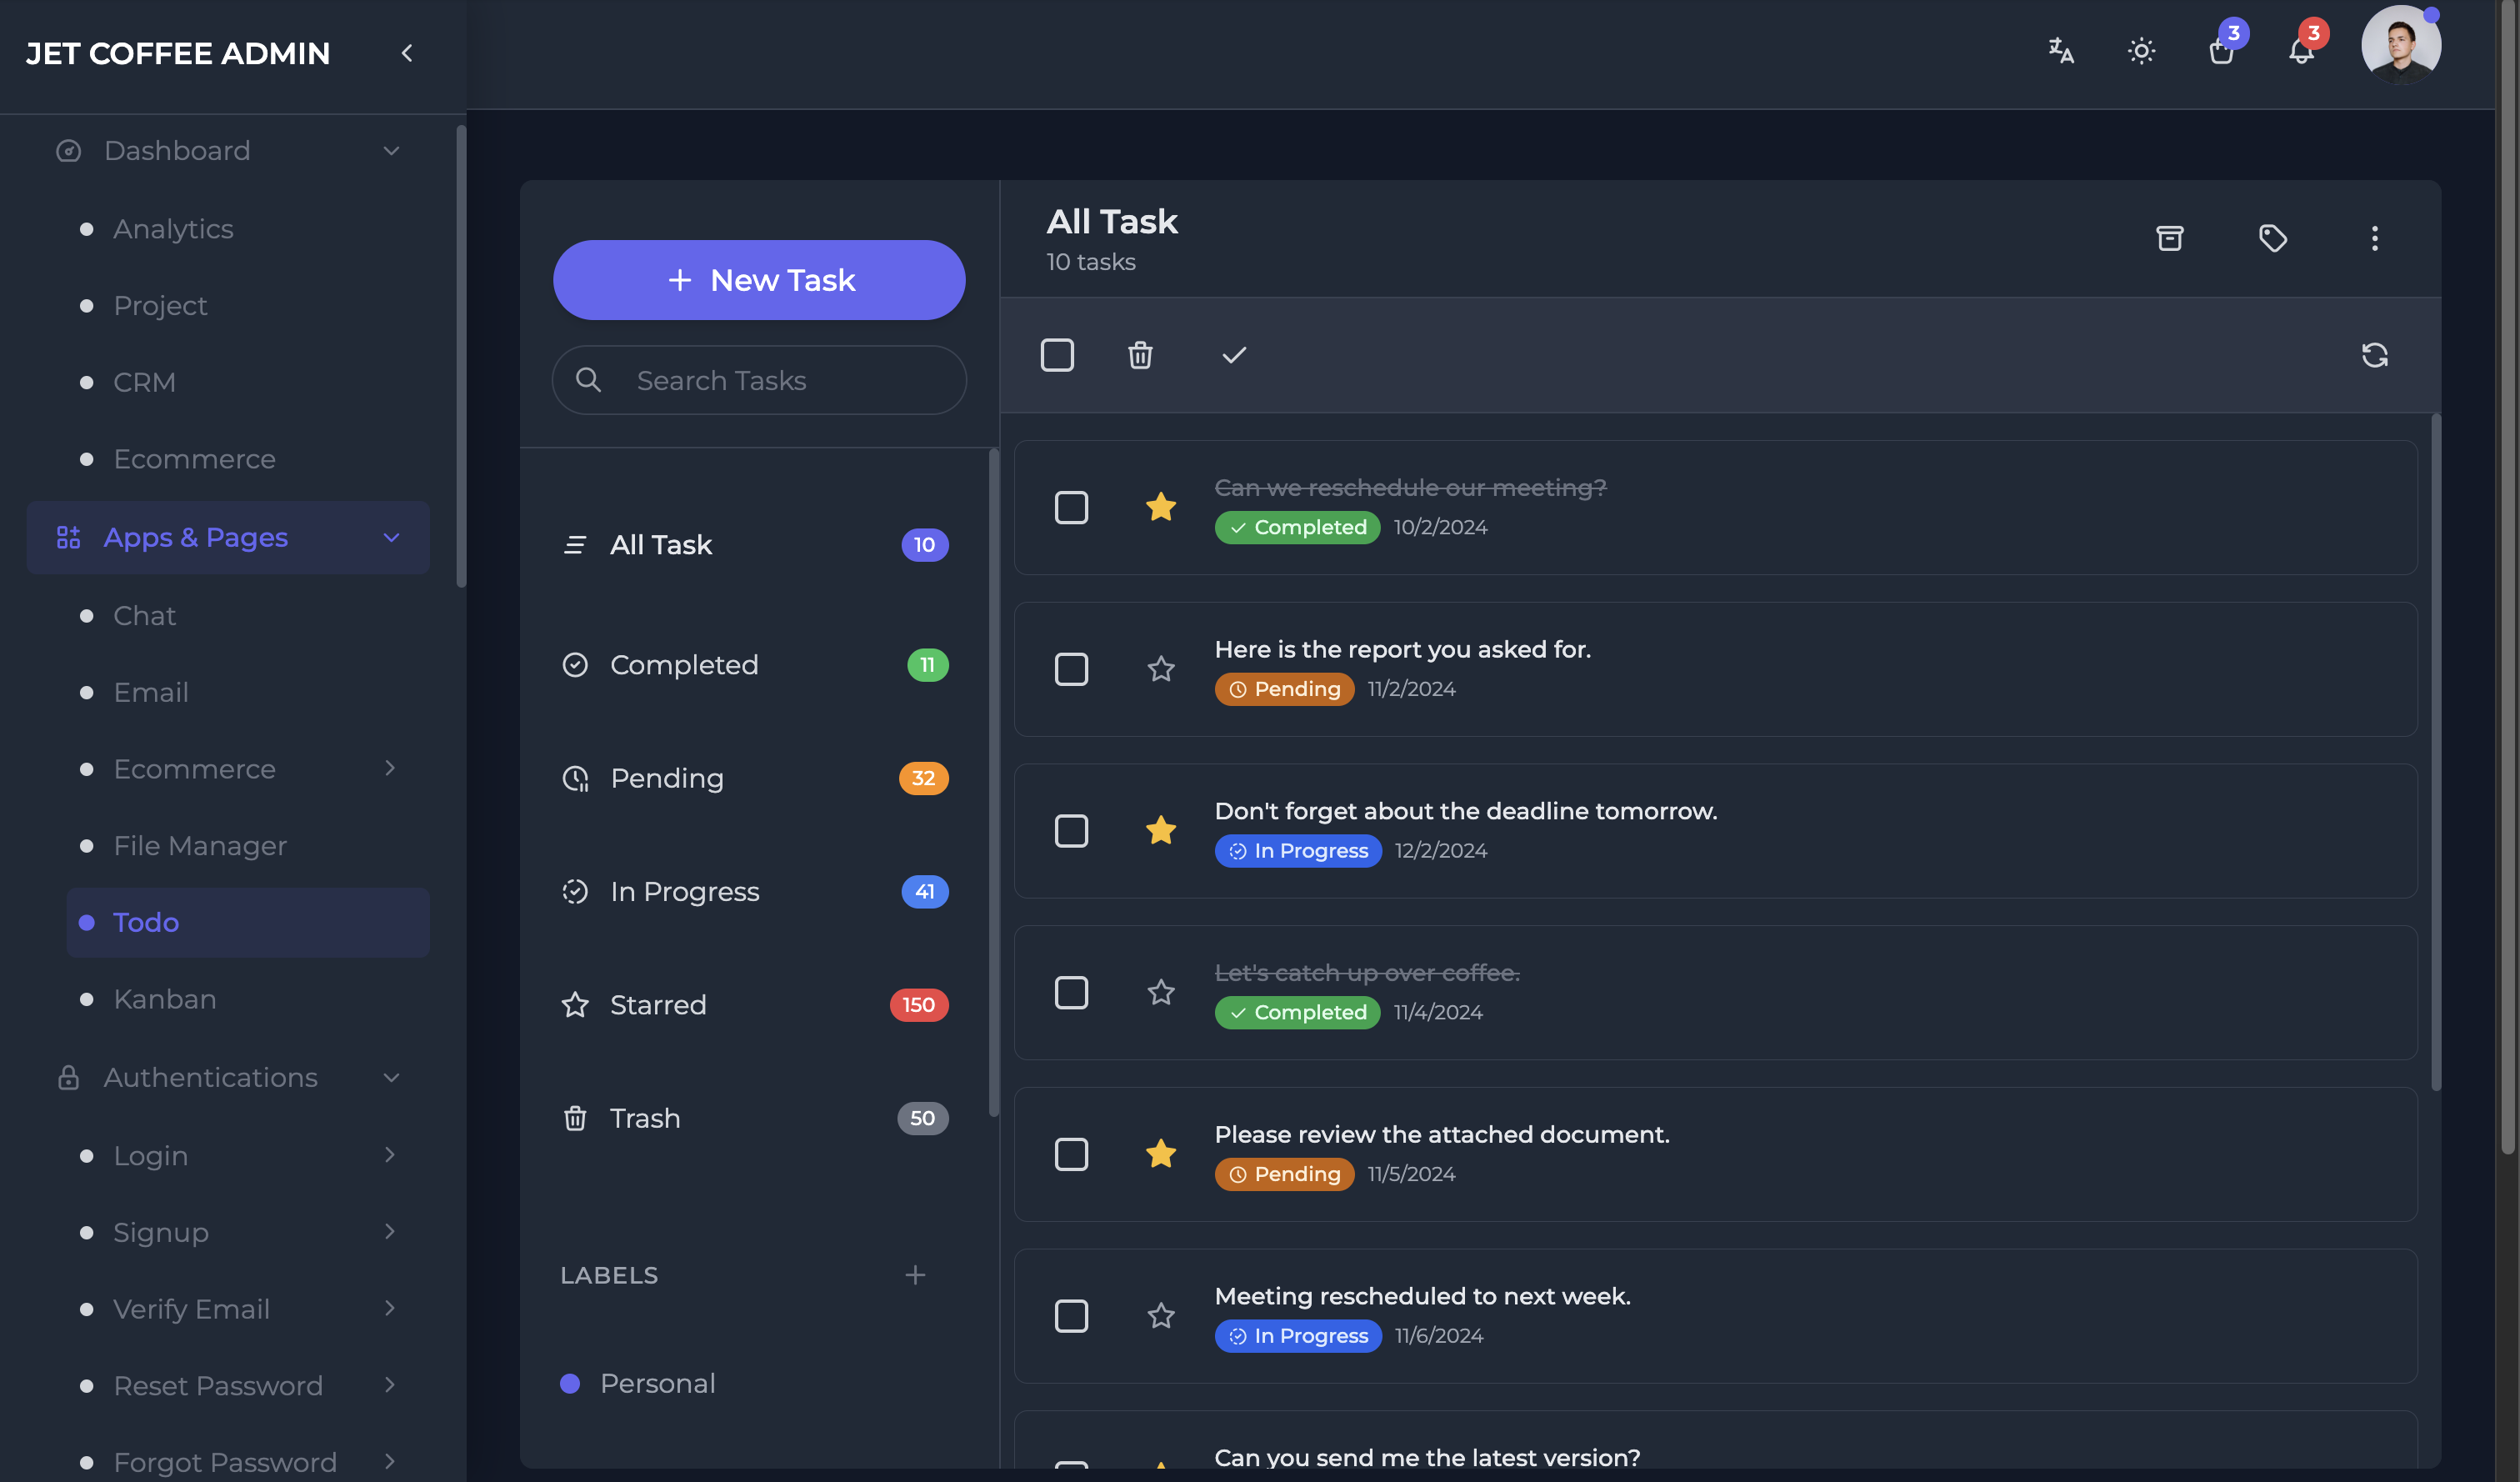 JET COFFEE ADMIN
3
3
Dashboard
Analytics
Project
CRM
Ecommerce
Apps & Pages
Chat
Email
Ecommerce
File Manager
Todo
Kanban
Authentications
Login
Signup
Verify Email
Reset Password
Forgot Password
New Task
Search Tasks
All Task 10
Completed 11
Pending 32
In Progress 41
Starred 150
Trash 50
LABELS
Personal
All Task
10 tasks
Can we reschedule our meeting?
Completed 10/2/2024
Here is the report you asked for.
Pending 11/2/2024
Don't forget about the deadline tomorrow.
In Progress 12/2/2024
Let's catch up over coffee.
Completed 11/4/2024
Please review the attached document.
Pending 11/5/2024
Meeting rescheduled to next week.
In Progress 11/6/2024
Can you send me the latest version?